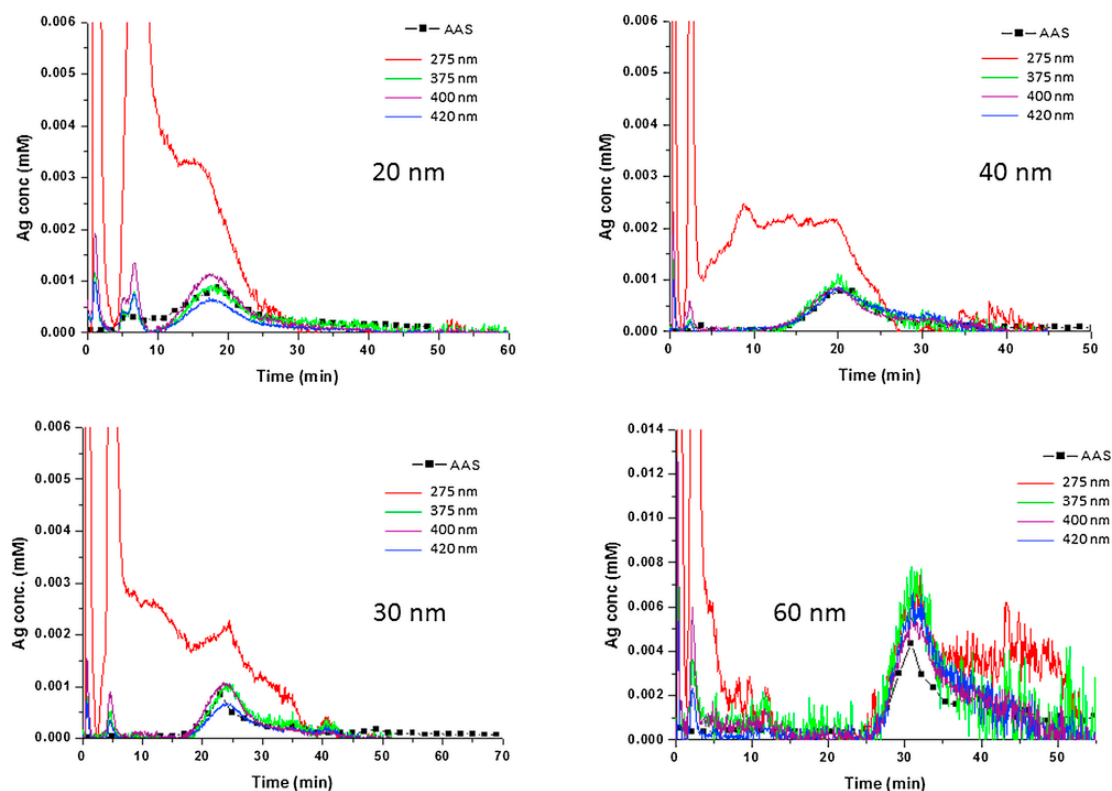 0.006
0.005
0.004
0.003
0.002
0.001
0.000
Ag conc (mM)
AAS
275 nm
375 nm
400 nm
420 nm
20 nm
0 10 20 30 40 50 60
Time (min)
0.006
0.005
0.004
0.003
0.002
0.001
0.000
Ag conc (mM)
AAS
275 nm
375 nm
400 nm
420 nm
40 nm
0 10 20 30 40 50
Time (min)
0.006
0.005
0.004
0.003
0.002
0.001
0.000
Ag conc. (mM)
AAS
275 nm
375 nm
400 nm
420 nm
30 nm
0 10 20 30 40 50 60 70
Time (min)
0.014
0.012
0.010
0.008
0.006
0.004
0.002
0.000
Ag conc (mM)
AAS
275 nm
375 nm
400 nm
420 nm
60 nm
0 10 20 30 40 50
Time (min)